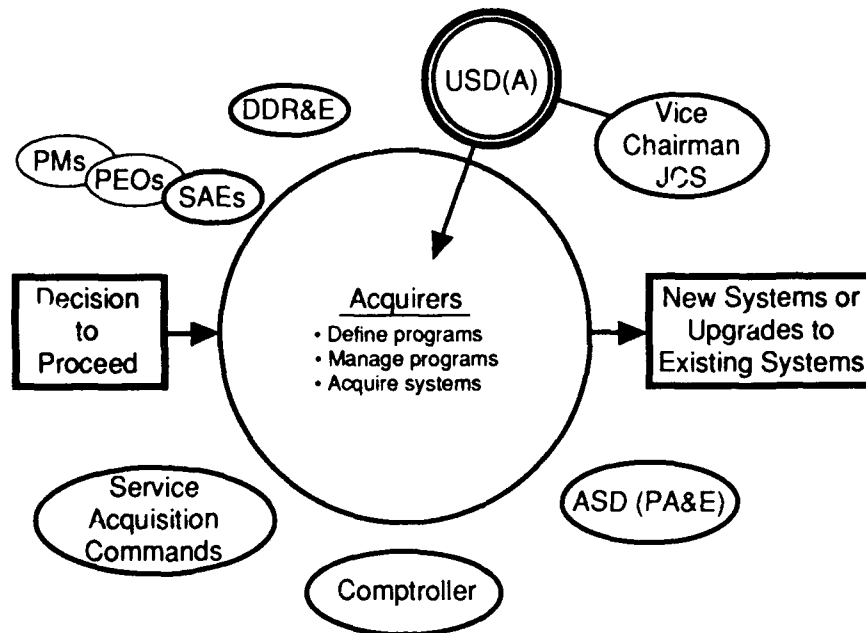 USD(A)
DDR&E
Vice
Chairman
JCS
PMs
PEOs
SAEs
Decision
to
Proceed
Acquirers
• Define programs
• Manage programs
• Acquire systems
New Systems or
Upgrades to
Existing Systems
Service
Acquisition
Commands
ASD (PA&E)
Comptroller